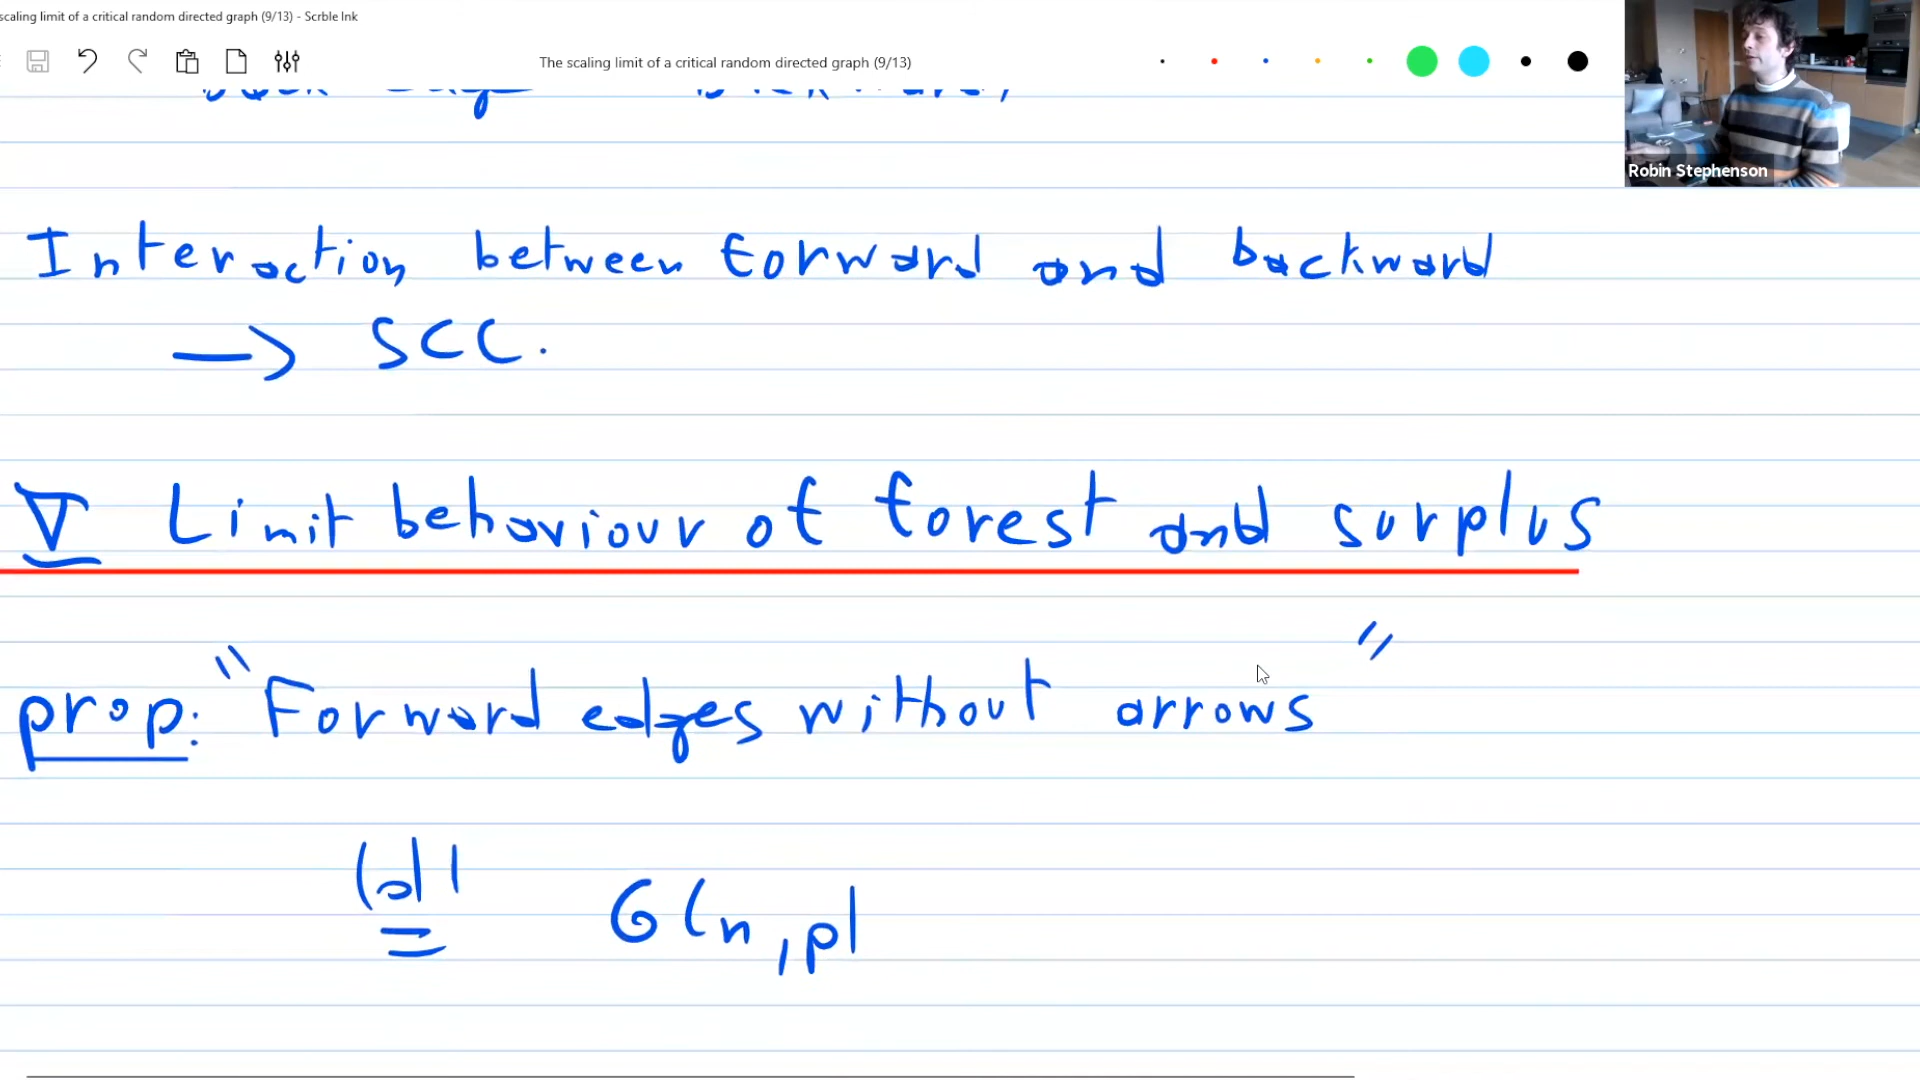 scaling limit of a critical random directed graph (9/13) - Scrble Ink
The scaling limit of a critical random directed graph (9/13)
Robin Stephenson
Interaction between forward and backward
—> SCC.
V Limit behaviour of forest and surplus
prop: "Forward edges without arrows"
(d)
= G(n,p)